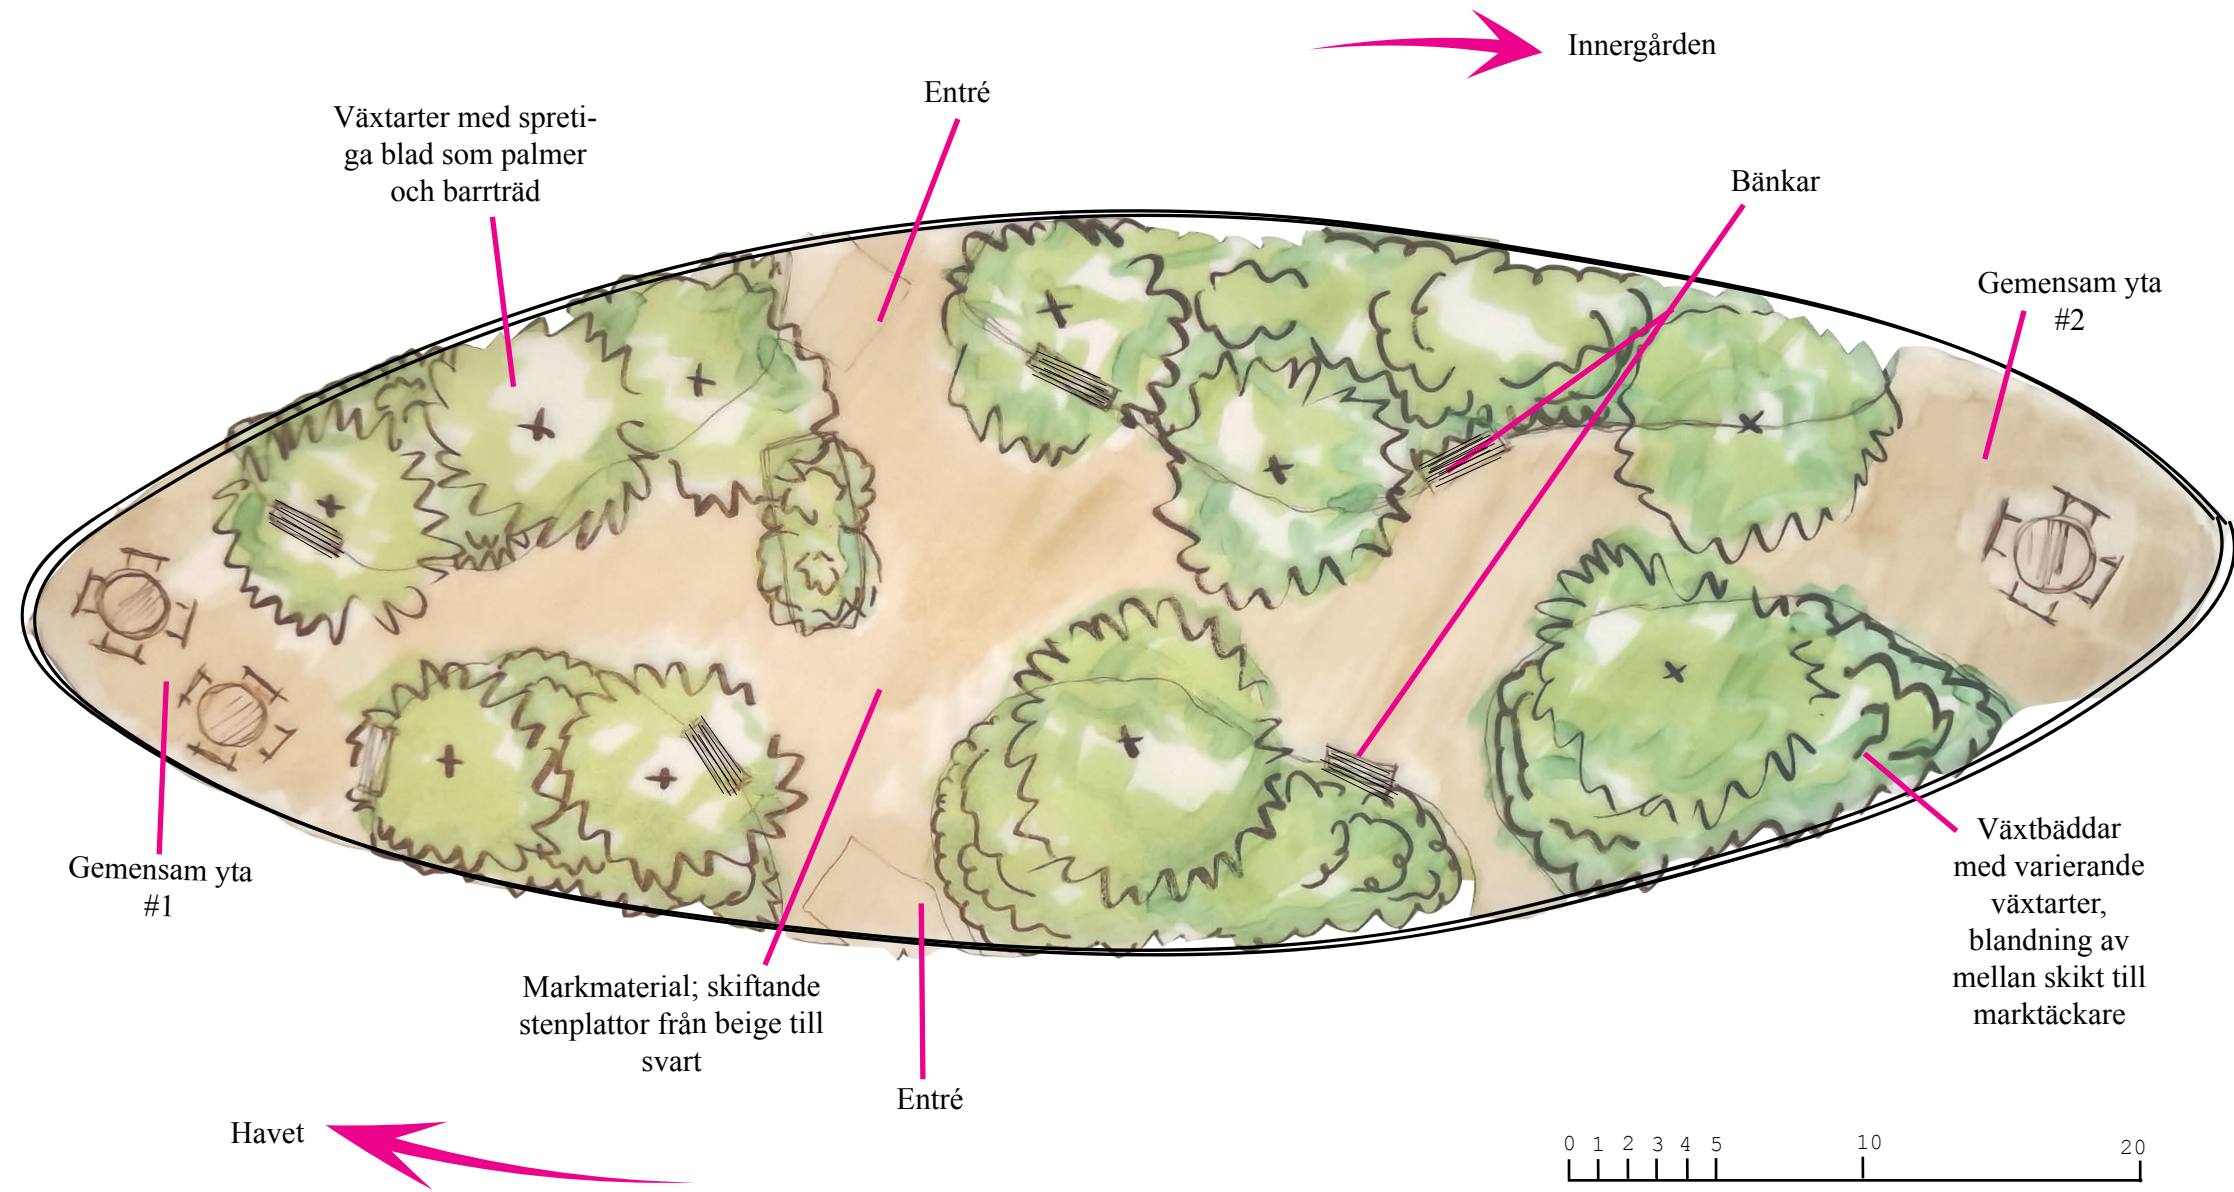 Innergården
Entré
Växtarter med spreti-
ga blad som palmer
och barrträd
Bänkar
Gemensam yta
#2
Gemensam yta
#1
Växtbäddar
med varierande
växtarter,
blandning av
mellan skikt till
marktäckare
Markmaterial; skiftande
stenplattor från beige till
svart
Entré
Havet
0 1 2 3 4 5 10 20